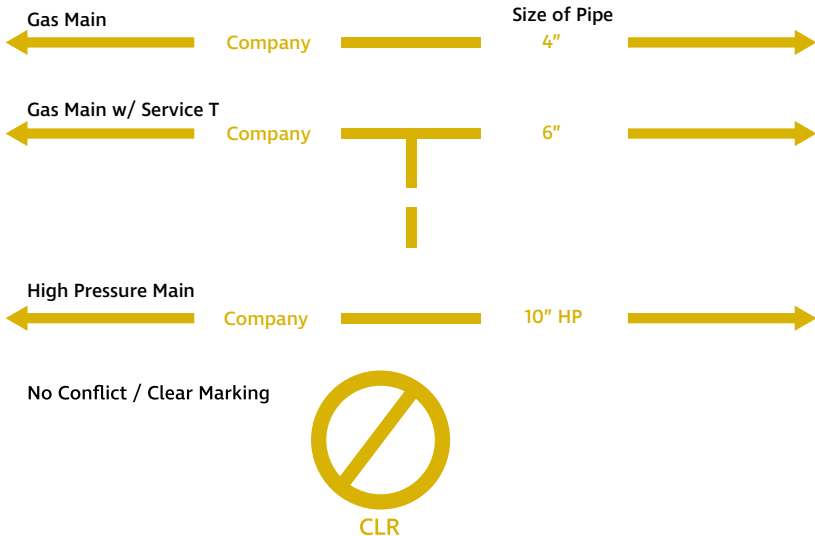 Gas Main
Size of Pipe
Company
4"
Gas Main w/ Service T
Company
6"
High Pressure Main
Company
10" HP
No Conflict / Clear Marking
CLR